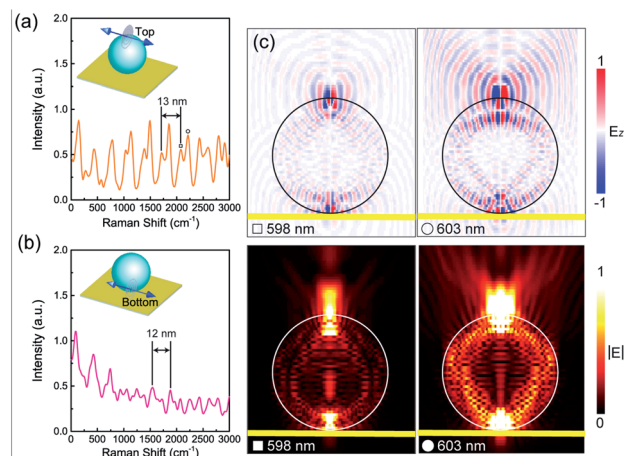 (a)
Top
13 nm
2.0
1.5
1.0
0.5
0.0
Intensity (a.u.)
0 500 1000 1500 2000 2500 3000
Raman Shift (cm⁻¹)
(b)
Bottom
12 nm
2.0
1.5
1.0
0.5
0.0
Intensity (a.u.)
0 500 1000 1500 2000 2500 3000
Raman Shift (cm⁻¹)
(c)
598 nm
603 nm
1
E_z
-1
598 nm
603 nm
1
|E|
0